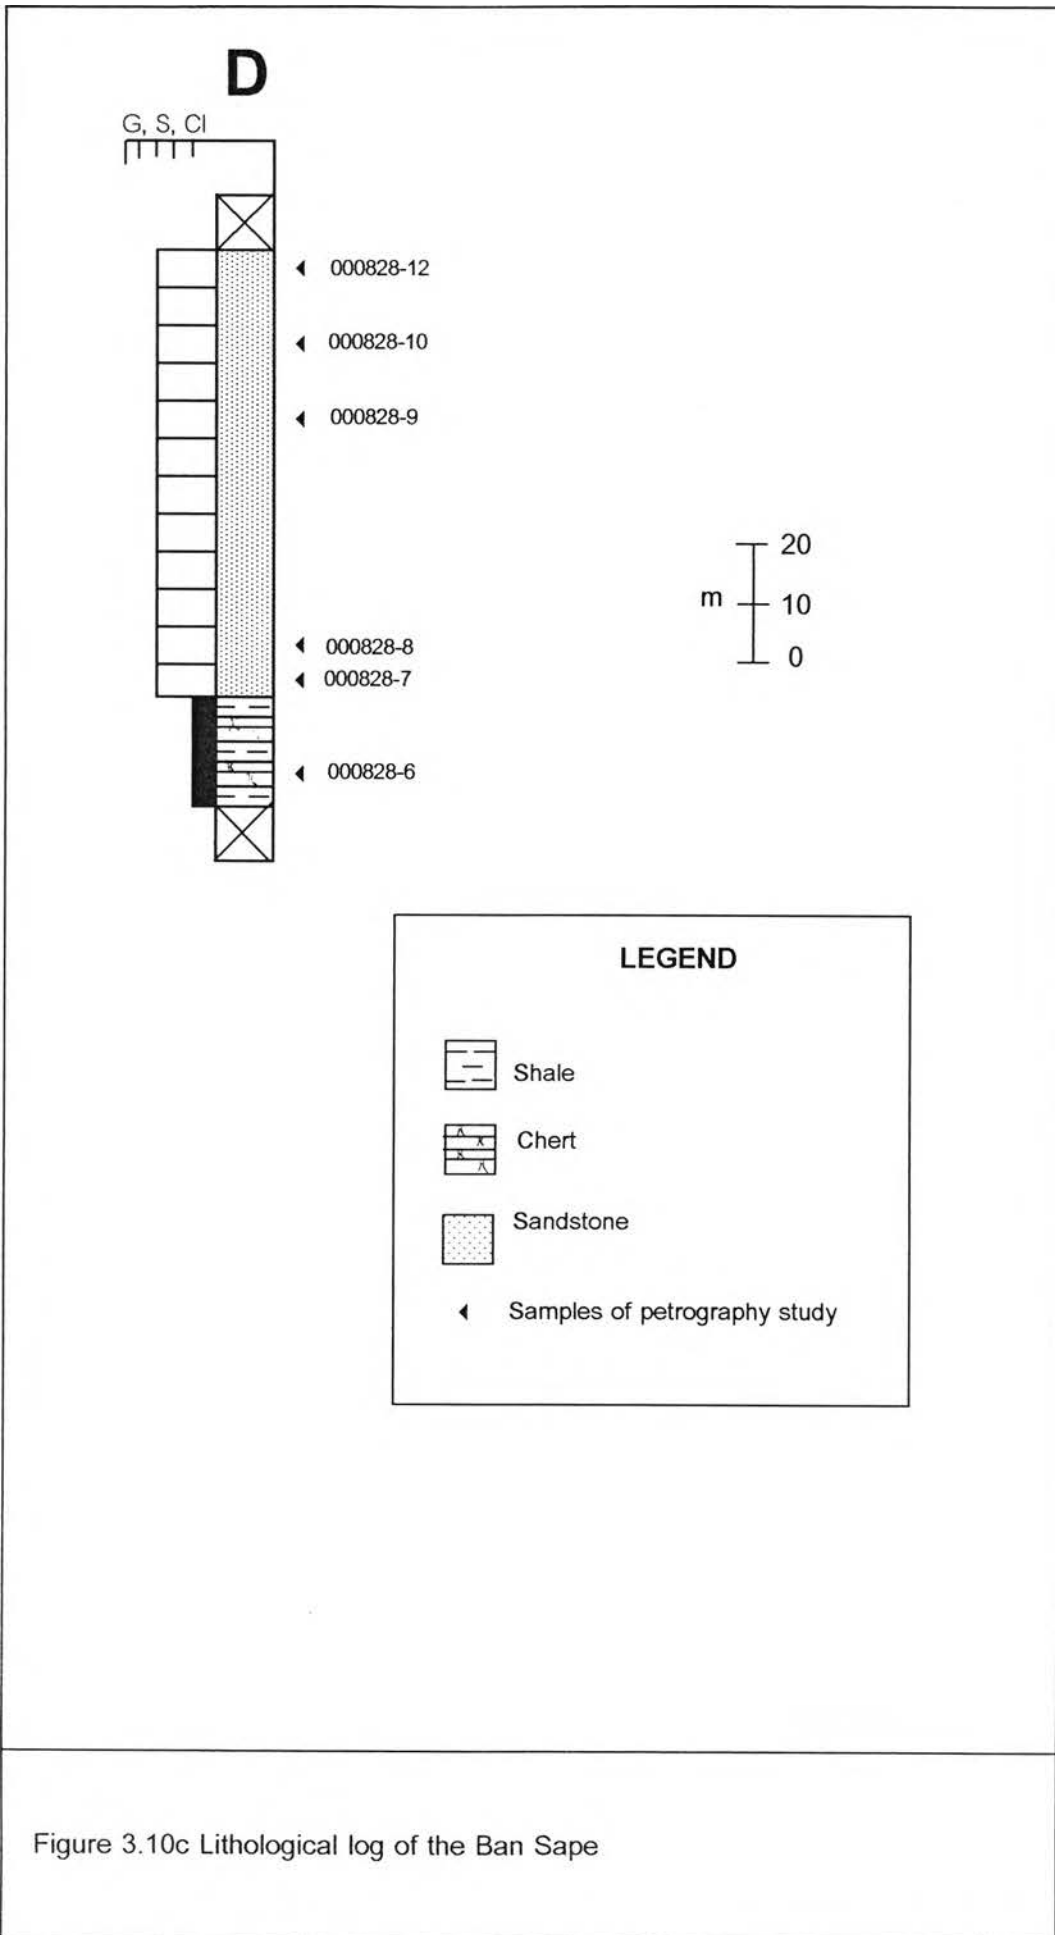 D
G, S, Cl
000828-12
000828-10
000828-9
20
m 10
0
000828-8
000828-7
000828-6
LEGEND
Shale
Chert
Sandstone
Samples of petrography study
Figure 3.10c Lithological log of the Ban Sape